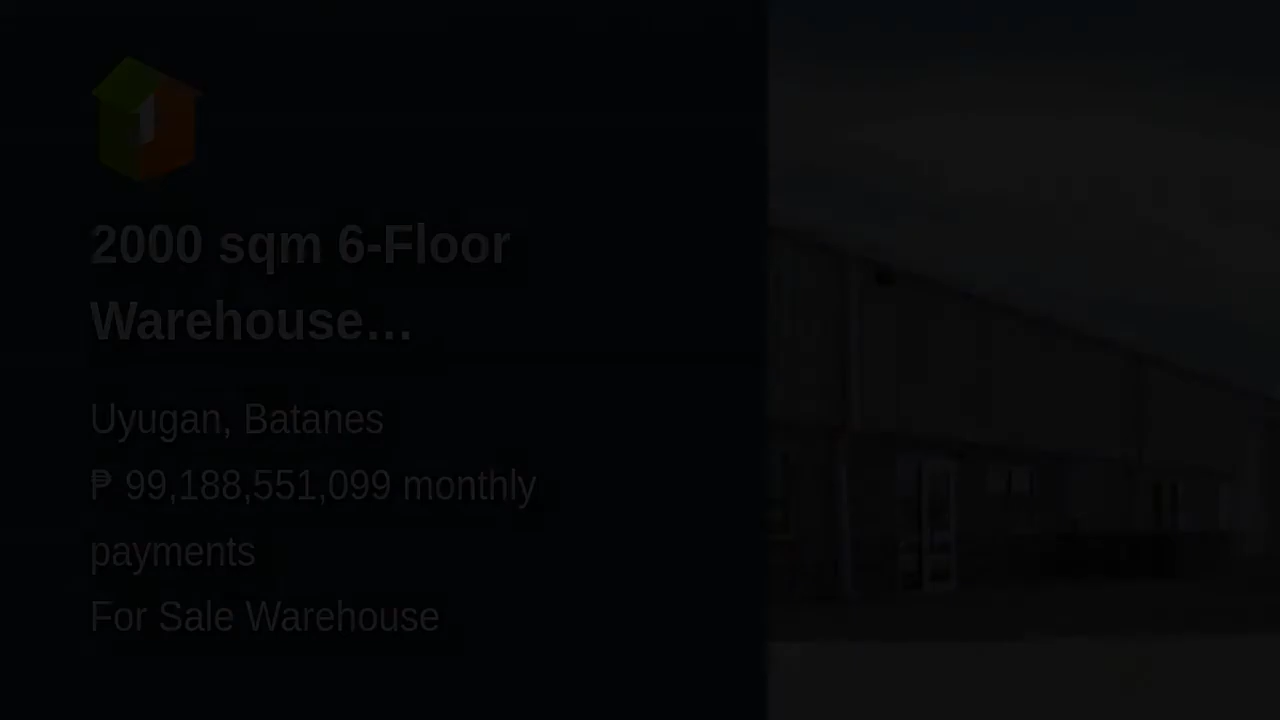 2000 sqm 6-Floor
Warehouse...
Uyugan, Batanes
₱ 99,188,551,099 monthly
payments
For Sale Warehouse